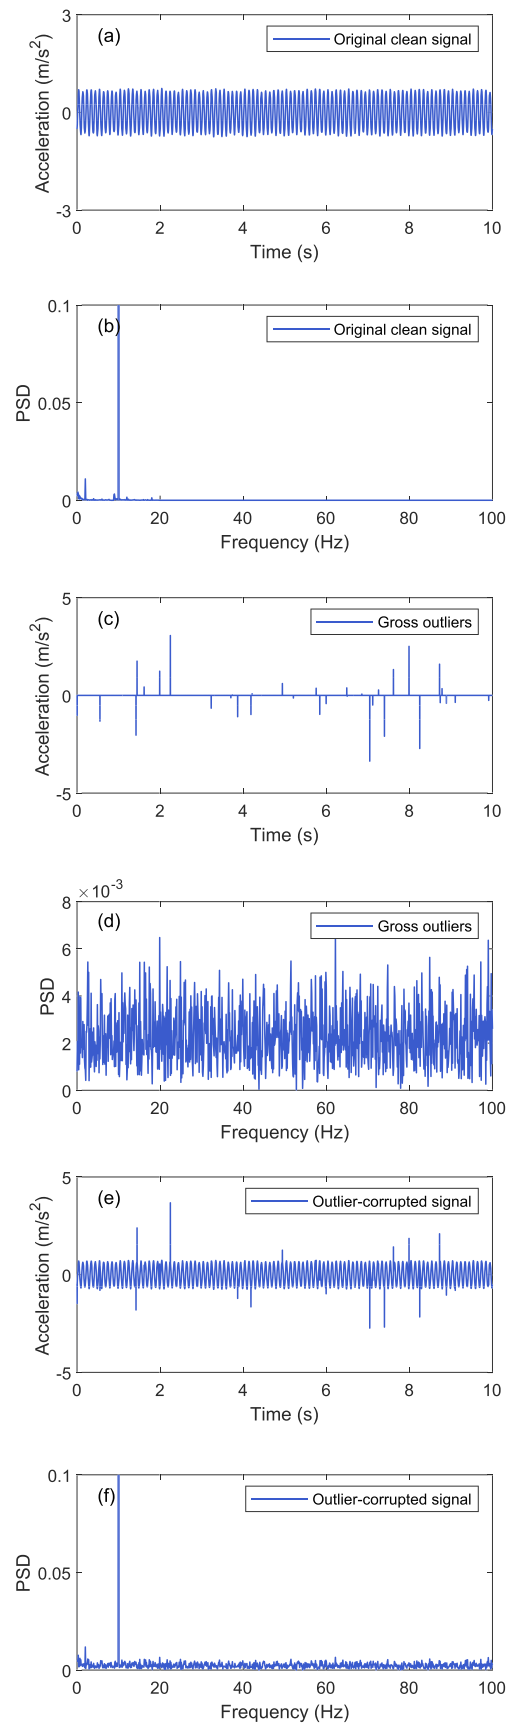 (a)
Original clean signal
Acceleration (m/s²)
3
0
-3
0 2 4 6 8 10
Time (s)
(b)
Original clean signal
PSD
0.1
0.05
0
0 20 40 60 80 100
Frequency (Hz)
(c)
Gross outliers
Acceleration (m/s²)
5
0
-5
0 2 4 6 8 10
Time (s)
×10⁻³
(d)
Gross outliers
PSD
8
6
4
2
0
0 20 40 60 80 100
Frequency (Hz)
(e)
Outlier-corrupted signal
Acceleration (m/s²)
5
0
-5
0 2 4 6 8 10
Time (s)
(f)
Outlier-corrupted signal
PSD
0.1
0.05
0
0 20 40 60 80 100
Frequency (Hz)